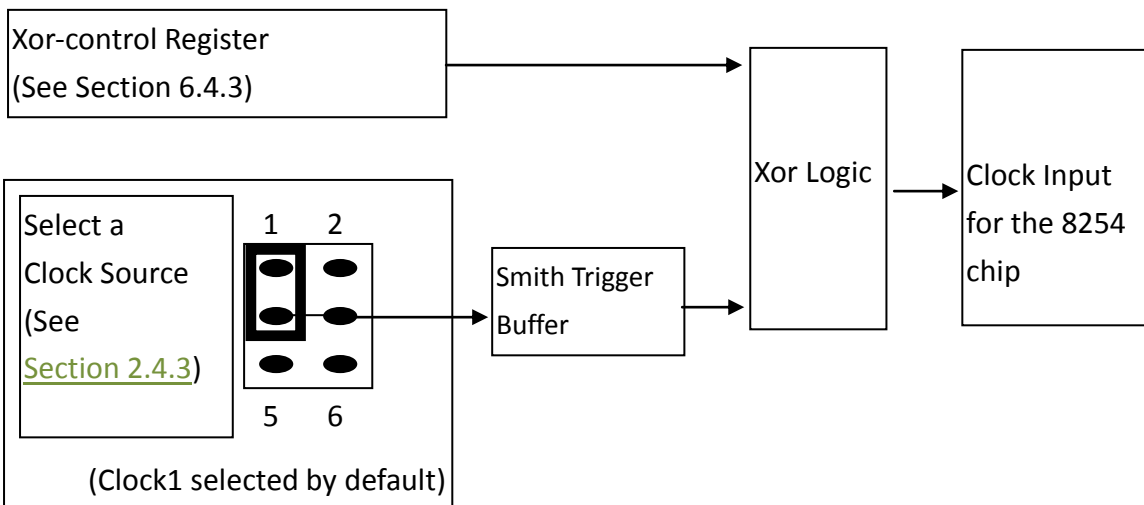 Xor-control Register
(See Section 6.4.3)
Xor Logic
Clock Input
for the 8254
chip
Select a
Clock Source
(See
Section 2.4.3)
1 2
5 6
(Clock1 selected by default)
Smith Trigger
Buffer